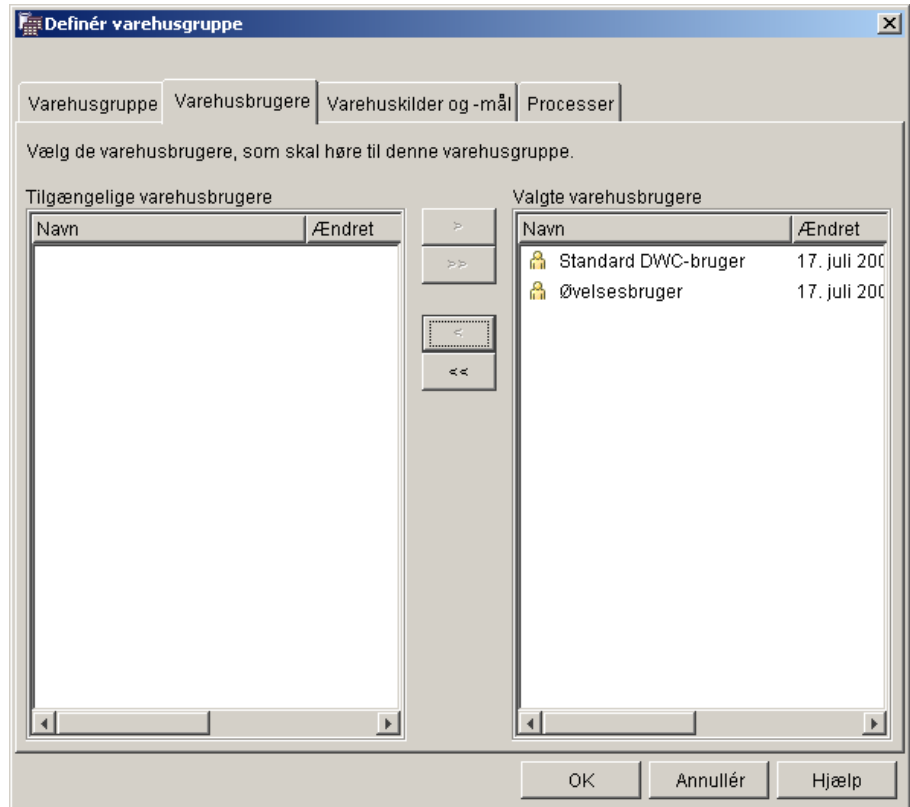 Definér varehusgruppe
Varehusgruppe Varehusbrugere Varehuskilder og -mål Processer
Vælg de varehusbrugere, som skal høre til denne varehusgruppe.
Tilgængelige varehusbrugere
Navn Ændret
>
>>
<
<<
Valgte varehusbrugere
Navn Ændret
Standard DWC-bruger 17. juli 200
Øvelsesbruger 17. juli 200
OK Annullér Hjælp